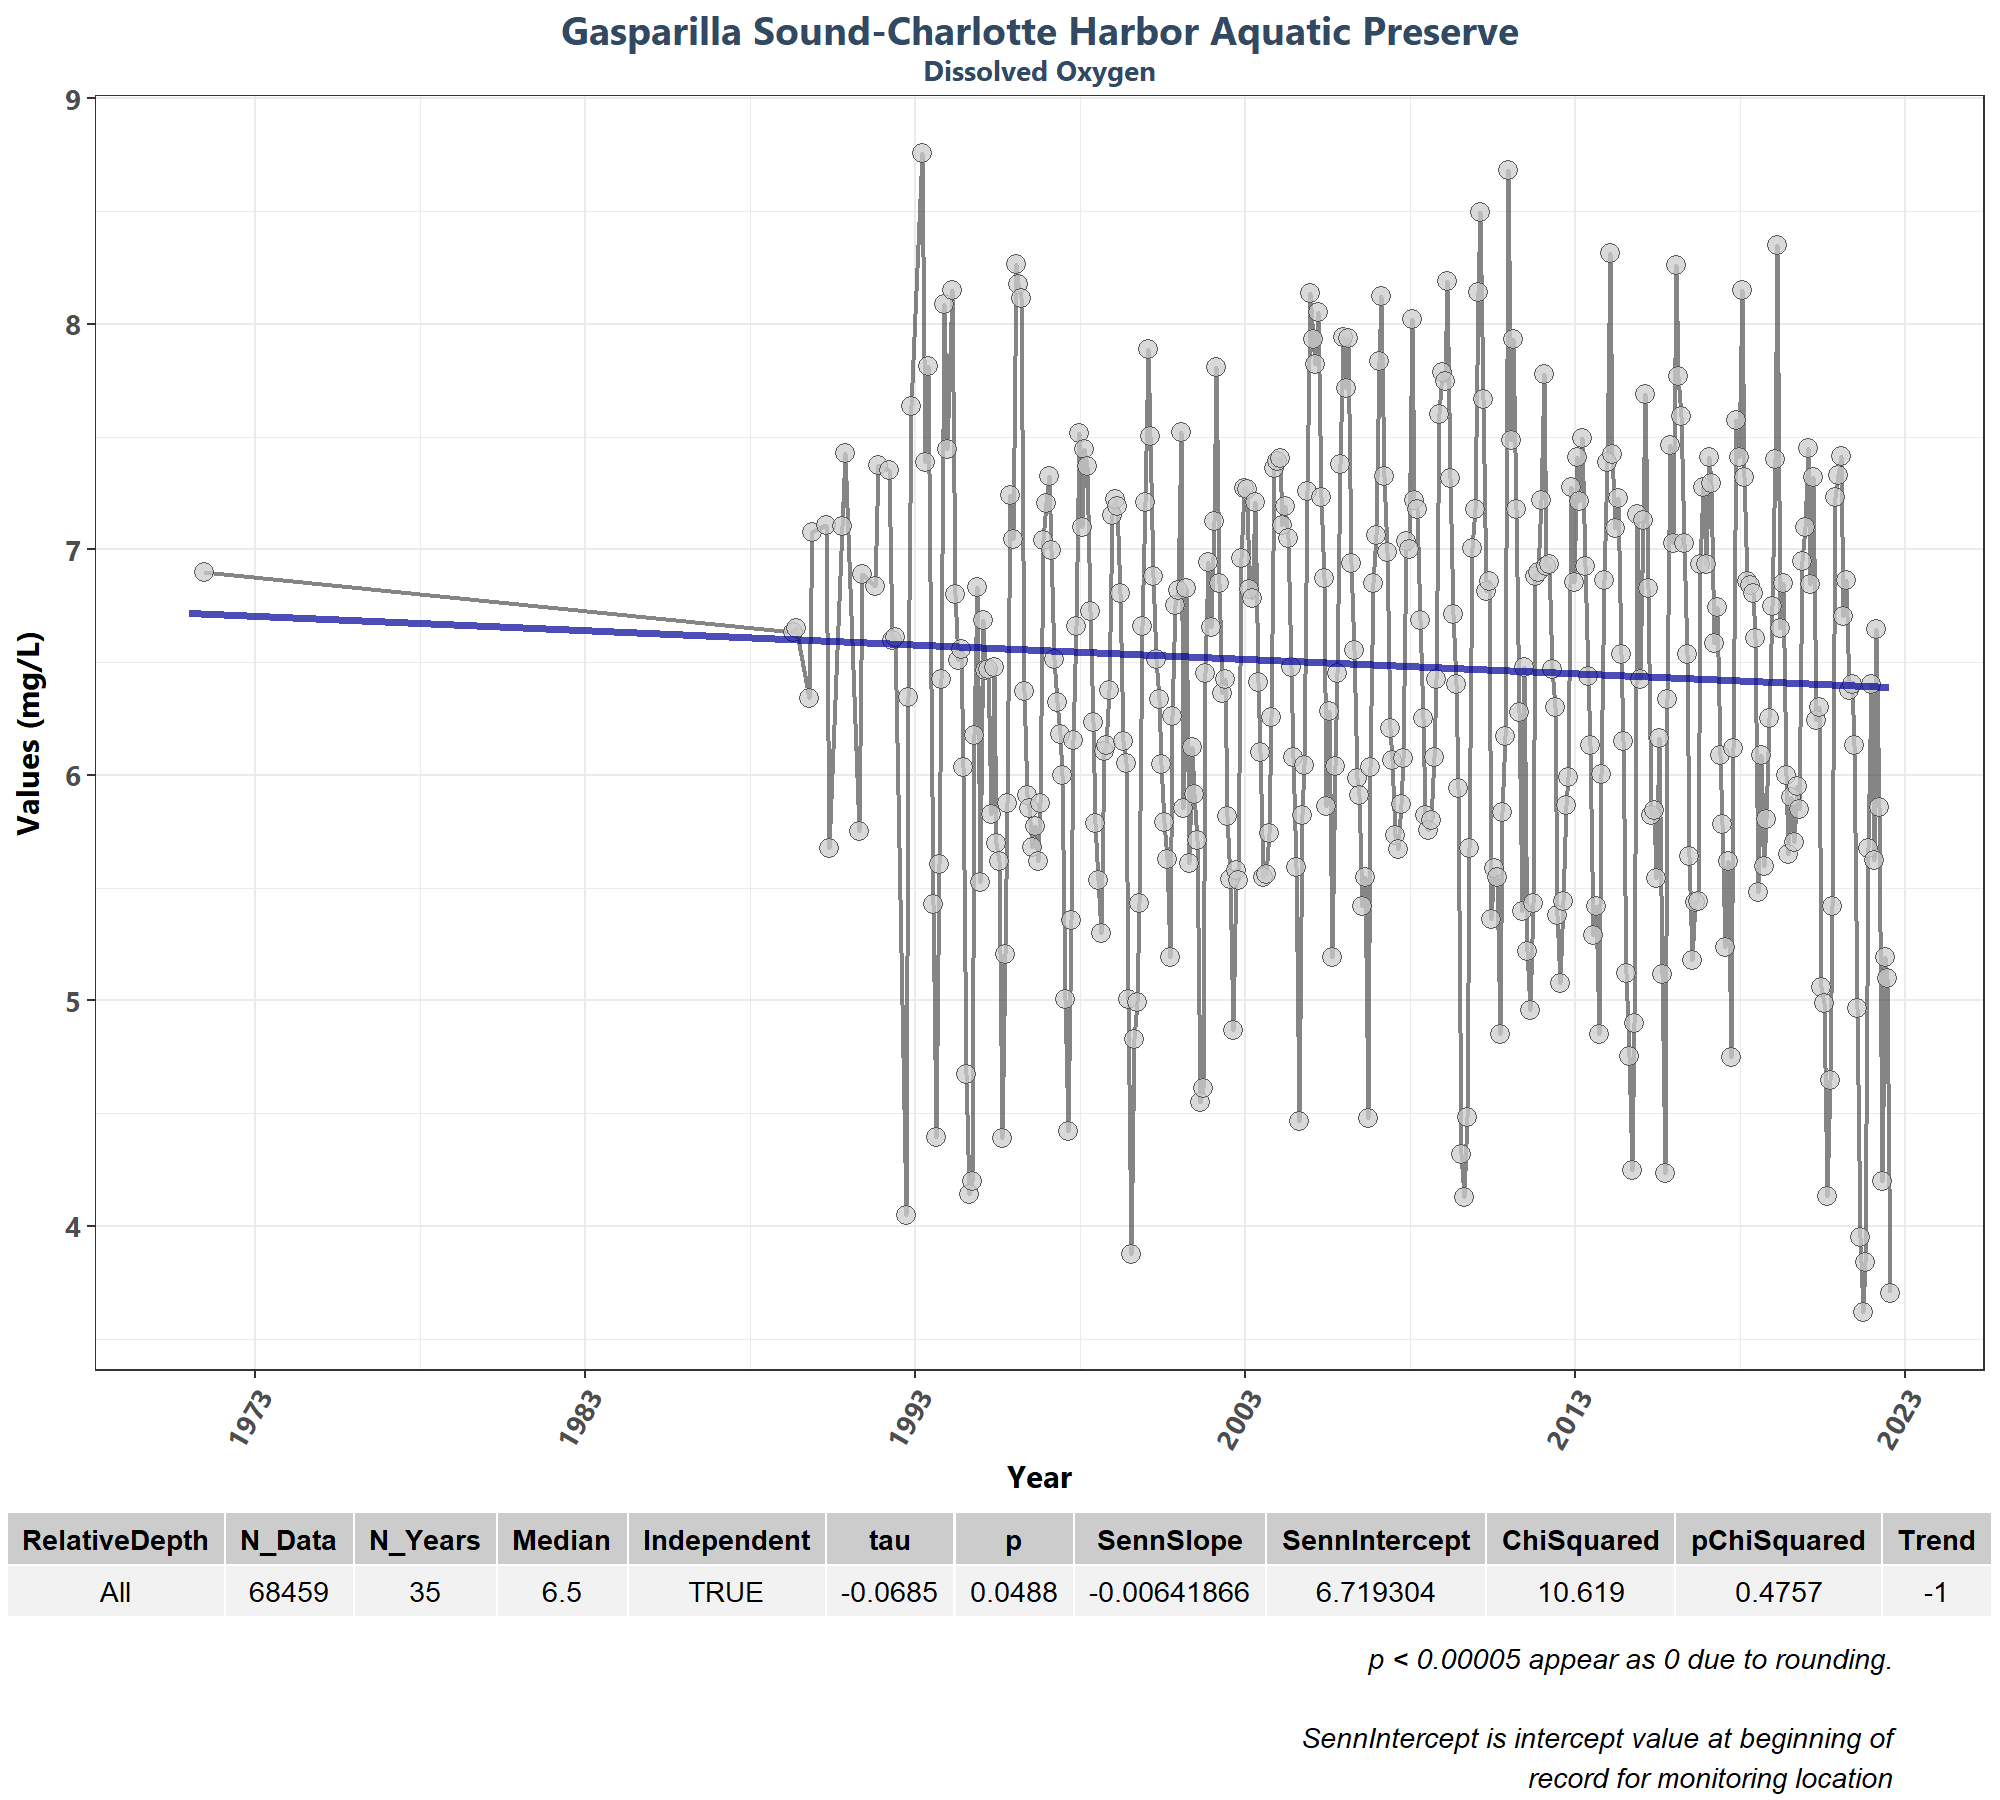 Gasparilla Sound-Charlotte Harbor Aquatic Preserve
Dissolved Oxygen
Values (mg/L)
9
8
7
6
5
4
1973 1983 1993 2003 2013 2023
Year
RelativeDepth N_Data N_Years Median Independent tau p SennSlope SennIntercept ChiSquared pChiSquared Trend
All 68459 35 6.5 TRUE -0.0685 0.0488 -0.00641866 6.719304 10.619 0.4757 -1
p < 0.00005 appear as 0 due to rounding.
SennIntercept is intercept value at beginning of
record for monitoring location